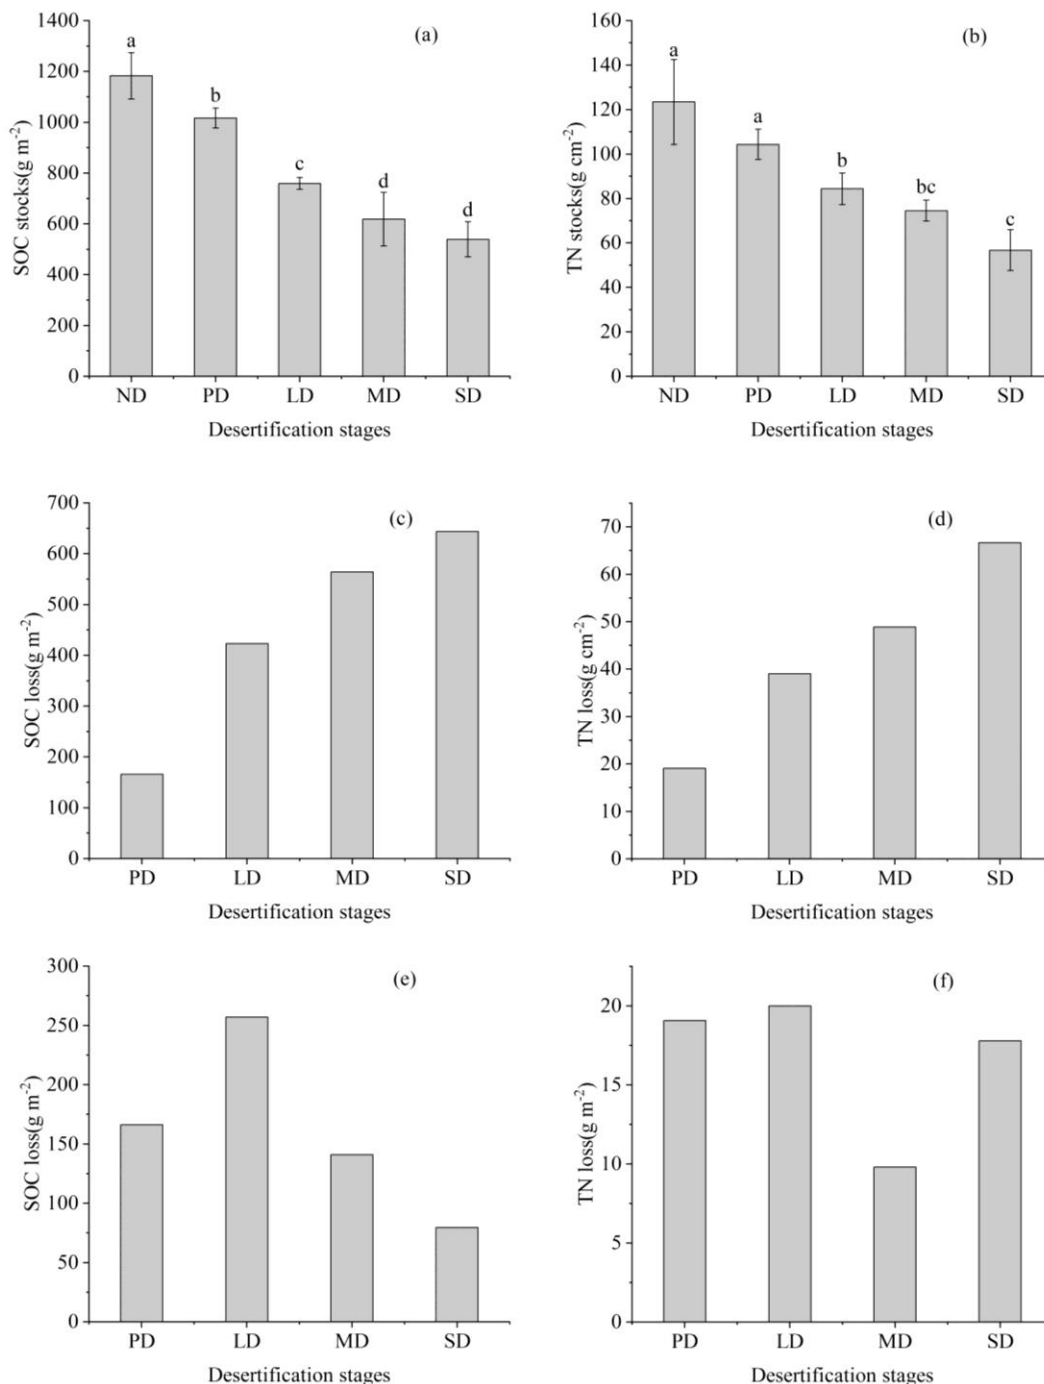 (a)
SOC stocks(g m⁻²)
1400
1200
1000
800
600
400
200
0
a
b
c
d
d
ND PD LD MD SD
Desertification stages
(b)
TN stocks(g cm⁻²)
160
140
120
100
80
60
40
20
0
a
a
b
bc
c
ND PD LD MD SD
Desertification stages
(c)
SOC loss(g m⁻²)
700
600
500
400
300
200
100
0
PD LD MD SD
Desertification stages
(d)
TN loss(g cm⁻²)
70
60
50
40
30
20
10
0
PD LD MD SD
Desertification stages
(e)
SOC loss(g m⁻²)
300
250
200
150
100
50
0
PD LD MD SD
Desertification stages
(f)
TN loss(g m⁻²)
20
15
10
5
0
PD LD MD SD
Desertification stages